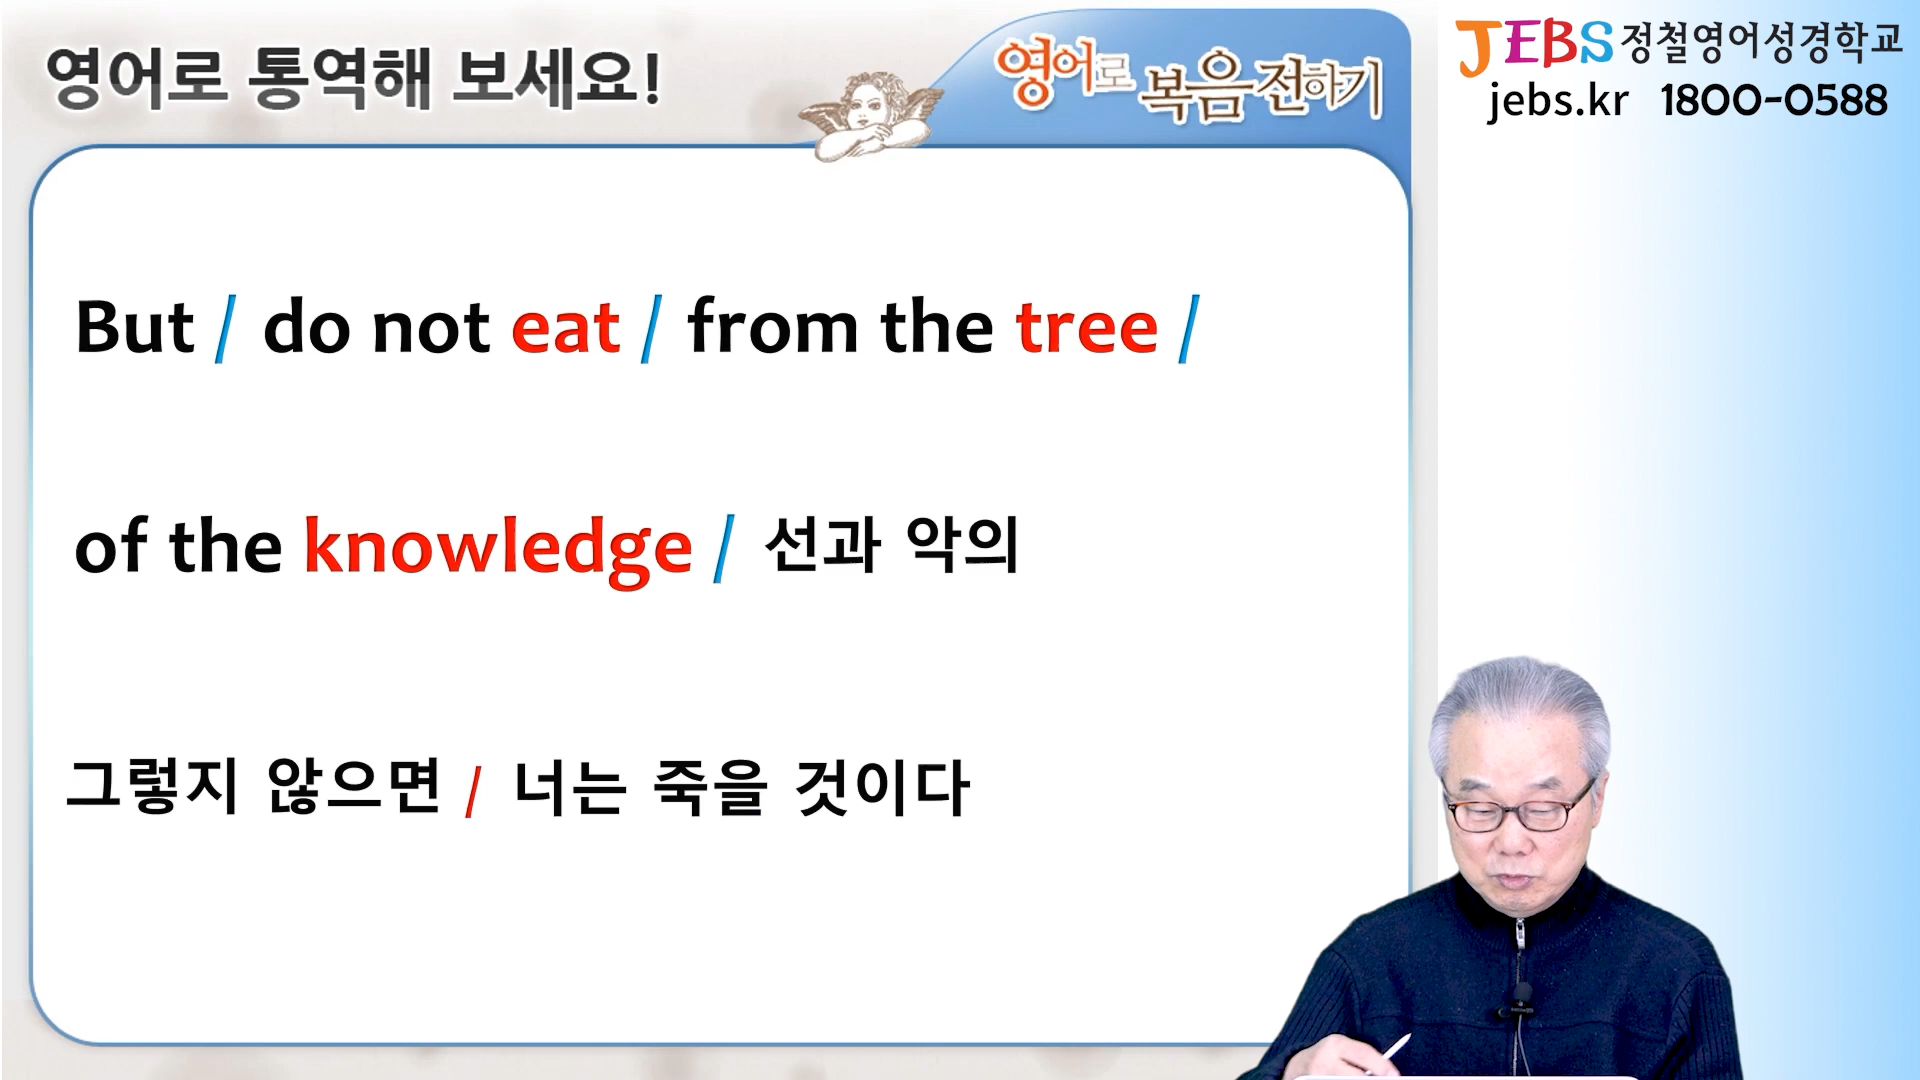 영어로 통역해 보세요!
영어로 복음전하기
JEBS 정철영어성경학교
jebs.kr 1800-0588
But / do not eat / from the tree /
of the knowledge / 선과 악의
그렇지 않으면 / 너는 죽을 것이다